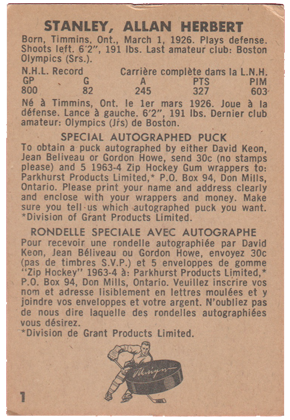 STANLEY, ALLAN HERBERT
Born, Timmins, Ont., March 1, 1926. Plays defense.
Shoots left. 6'2", 191 lbs. Last amateur club: Boston
Olympics (Srs.).
N.H.L. Record Carrière complète dans la L.N.H.
GP G A PTS PIM
800 82 245 327 603
Né à Timmins, Ont., le 1er mars 1926. Joue à la
défense. Lance à gauche. 6'2", 191 lbs. Dernier club
amateur: Olympics (Jrs) de Boston.
SPECIAL AUTOGRAPHED PUCK
To obtain a puck autographed by either David Keon,
Jean Beliveau or Gordon Howe, send 30c (no stamps
please) and 5 1963-4 Zip Hockey Gum wrappers to:
Parkhurst Products Limited,* P.O. Box 94, Don Mills,
Ontario. Please print your name and address clearly
and enclose with your wrappers and money. Make
sure you tell us which autographed puck you want.
*Division of Grant Products Limited.
RONDELLE SPECIALE AVEC AUTOGRAPHE
Pour recevoir une rondelle autographiée par David
Keon, Jean Béliveau ou Gordon Howe, envoyez 30c
(pas de timbres S.V.P.) et 5 enveloppes de gomme
"Zip Hockey" 1963-4 à: Parkhurst Products Limited,*
P.O. Box 94, Don Mills, Ontario. Veuillez inscrire vos
nom et adresse lisiblement en lettres moulées et y
joindre vos enveloppes et votre argent. N'oubliez pas
de nous dire laquelle des rondelles autographiées
vous désirez.
*Division de Grant Products Limited.
1